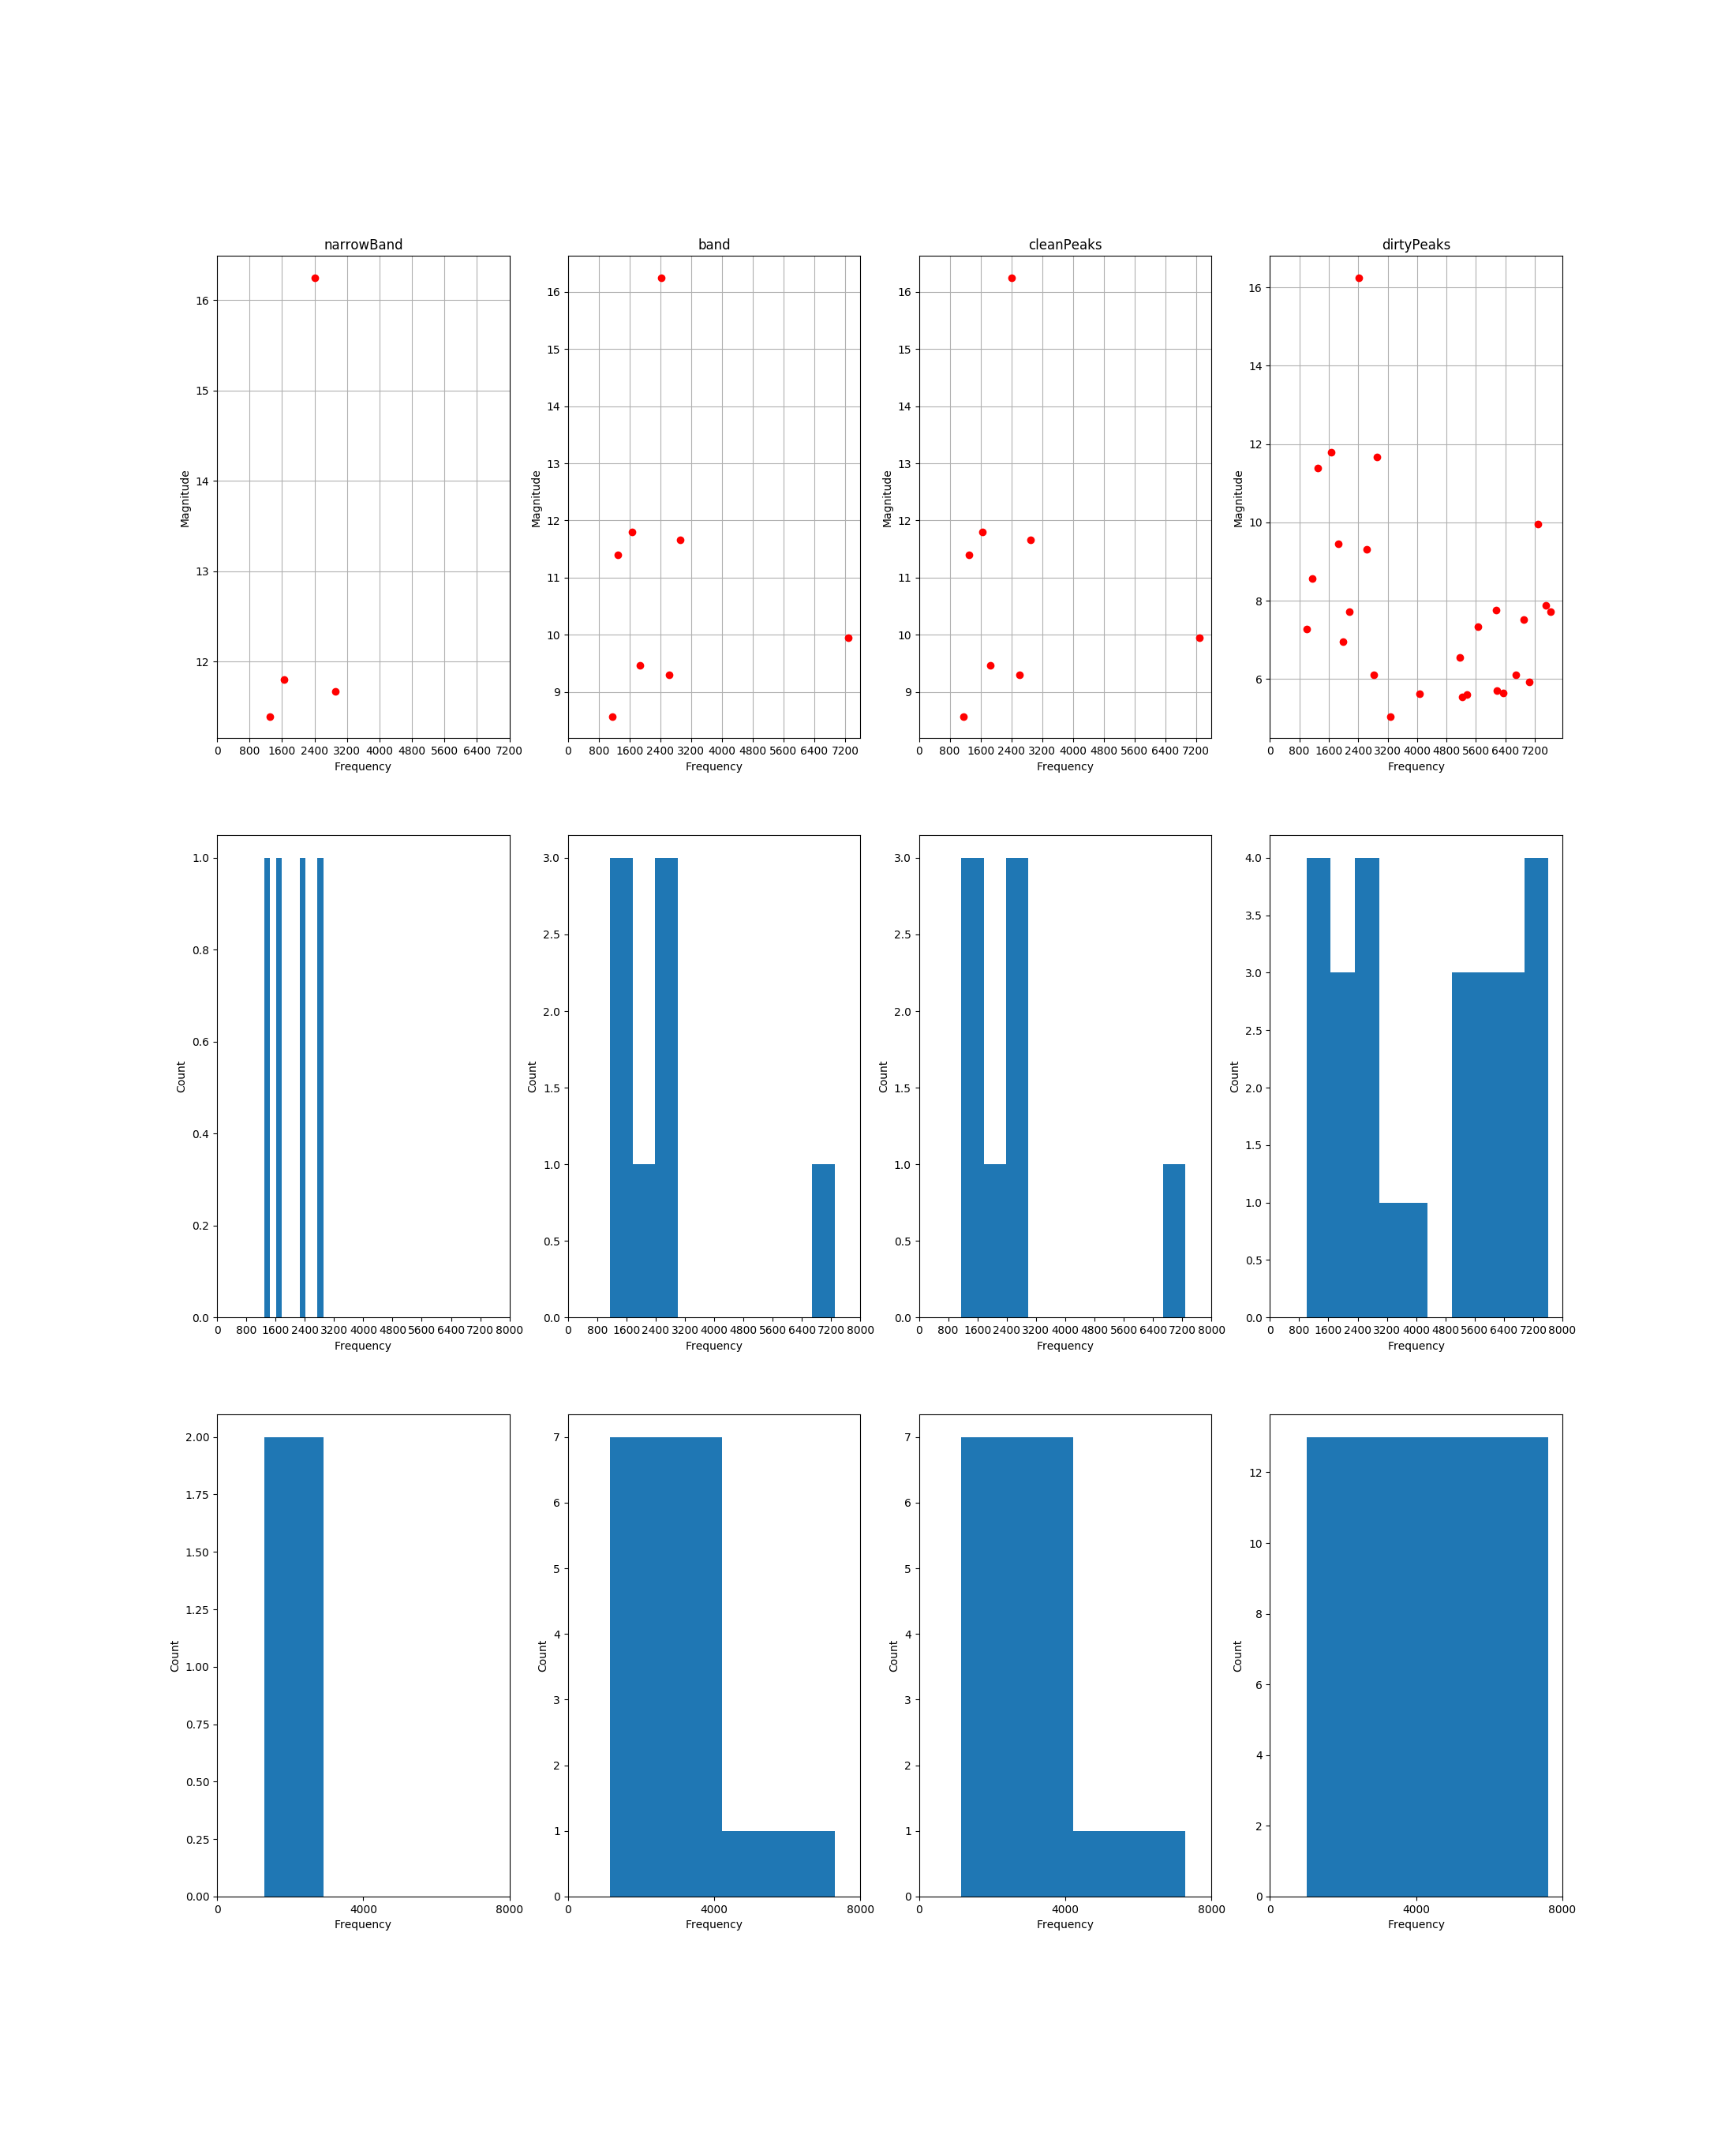 narrowBand band cleanPeaks dirtyPeaks
16 16 16 16
15 15 15 14
14 14 14 12
13 13 13 10
12 12 12 8
11 11 6
10 10
9 9
Magnitude Magnitude Magnitude Magnitude
0 800 1600 2400 3200 4000 4800 5600 6400 7200 0 800 1600 2400 3200 4000 4800 5600 6400 7200 0 800 1600 2400 3200 4000 4800 5600 6400 7200 0 800 1600 2400 3200 4000 4800 5600 6400 7200
Frequency Frequency Frequency Frequency
1.0 3.0 3.0 4.0
0.8 2.5 2.5 3.5
0.6 2.0 2.0 3.0
0.4 1.5 1.5 2.5
0.2 1.0 1.0 2.0
0.0 0.5 0.5 1.5
0.0 0.0 1.0
0.5
0.0
Count Count Count Count
0 800 1600 2400 3200 4000 4800 5600 6400 7200 8000 0 800 1600 2400 3200 4000 4800 5600 6400 7200 8000 0 800 1600 2400 3200 4000 4800 5600 6400 7200 8000 0 800 1600 2400 3200 4000 4800 5600 6400 7200 8000
Frequency Frequency Frequency Frequency
2.00 7 7 12
1.75 6 6 10
1.50 5 5 8
1.25 4 4 6
1.00 3 3 4
0.75 2 2 2
0.50 1 1 0
0.25 0 0
0.00
Count Count Count Count
0 4000 8000 0 4000 8000 0 4000 8000 0 4000 8000
Frequency Frequency Frequency Frequency